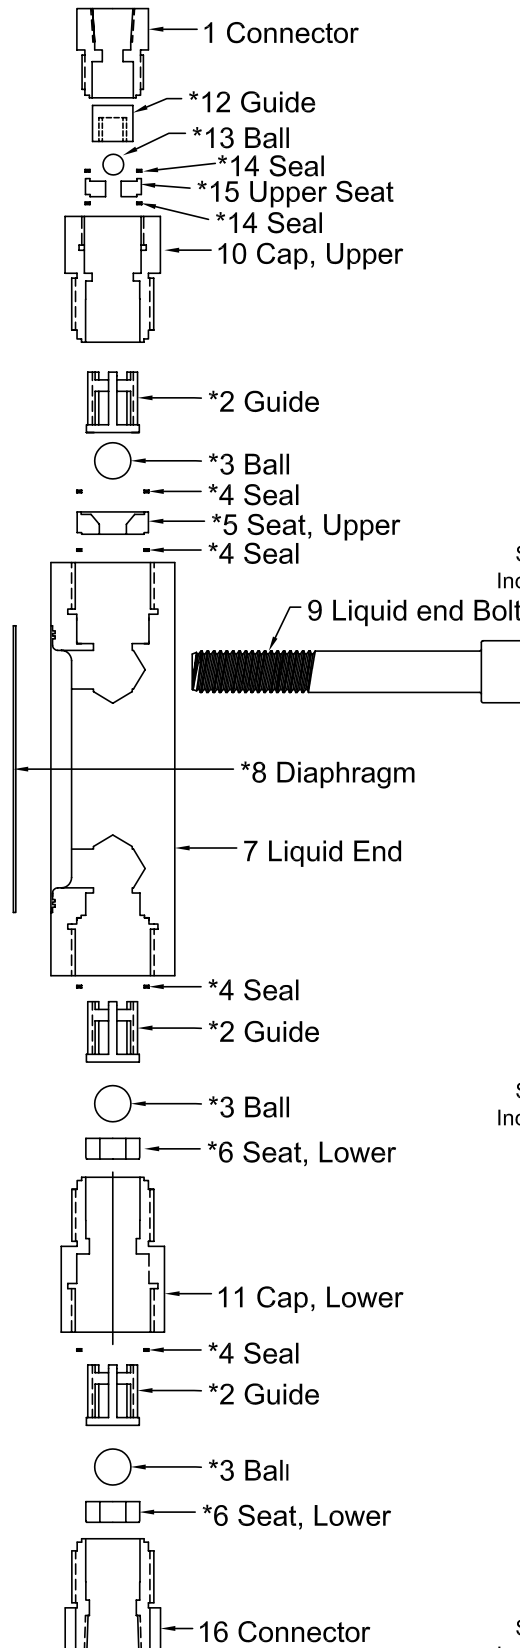 1 Connector
*12 Guide
*13 Ball
*14 Seal
*15 Upper Seat
*14 Seal
10 Cap, Upper
*2 Guide
*3 Ball
*4 Seal
*5 Seat, Upper
*4 Seal
9 Liquid end Bolt
*8 Diaphragm
7 Liquid End
*4 Seal
*2 Guide
*3 Ball
*6 Seat, Lower
11 Cap, Lower
*4 Seal
*2 Guide
*3 Ball
*6 Seat, Lower
16 Connector